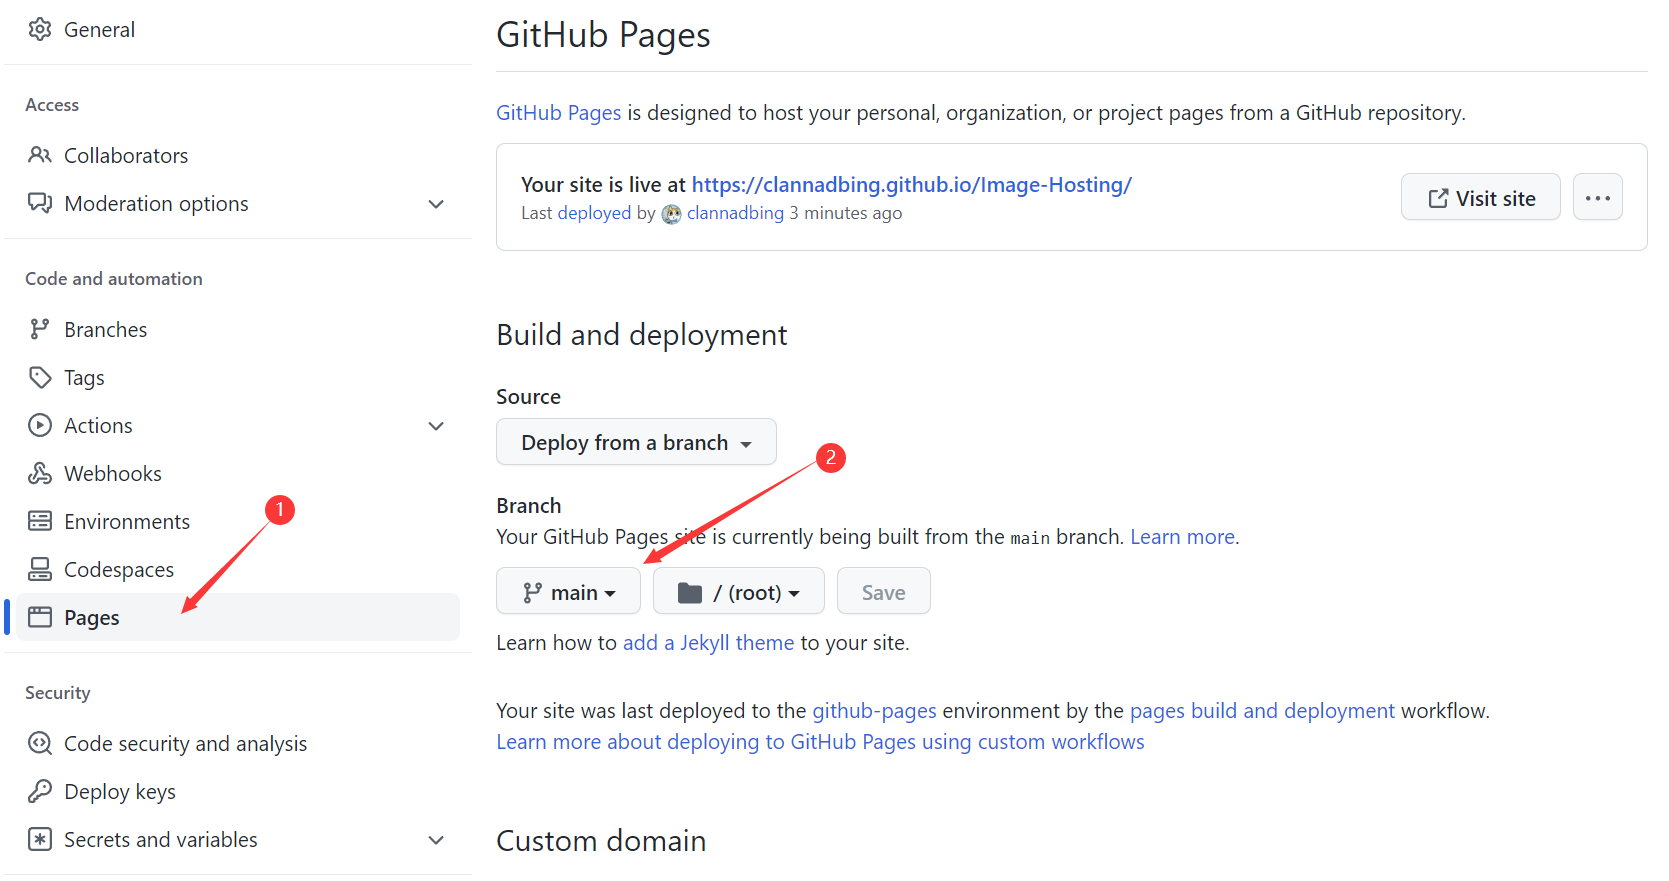 General
Access
Collaborators
Moderation options
Code and automation
Branches
Tags
Actions
Webhooks
Environments
1
Codespaces
Pages
Security
Code security and analysis
Deploy keys
Secrets and variables
GitHub Pages
GitHub Pages is designed to host your personal, organization, or project pages from a GitHub repository.
Your site is live at https://clannadbing.github.io/Image-Hosting/
Last deployed by clannadbing 3 minutes ago
Visit site
Build and deployment
Source
Deploy from a branch
2
Branch
Your GitHub Pages site is currently being built from the main branch. Learn more.
main
/ (root)
Save
Learn how to add a Jekyll theme to your site.
Your site was last deployed to the github-pages environment by the pages build and deployment workflow.
Learn more about deploying to GitHub Pages using custom workflows
Custom domain